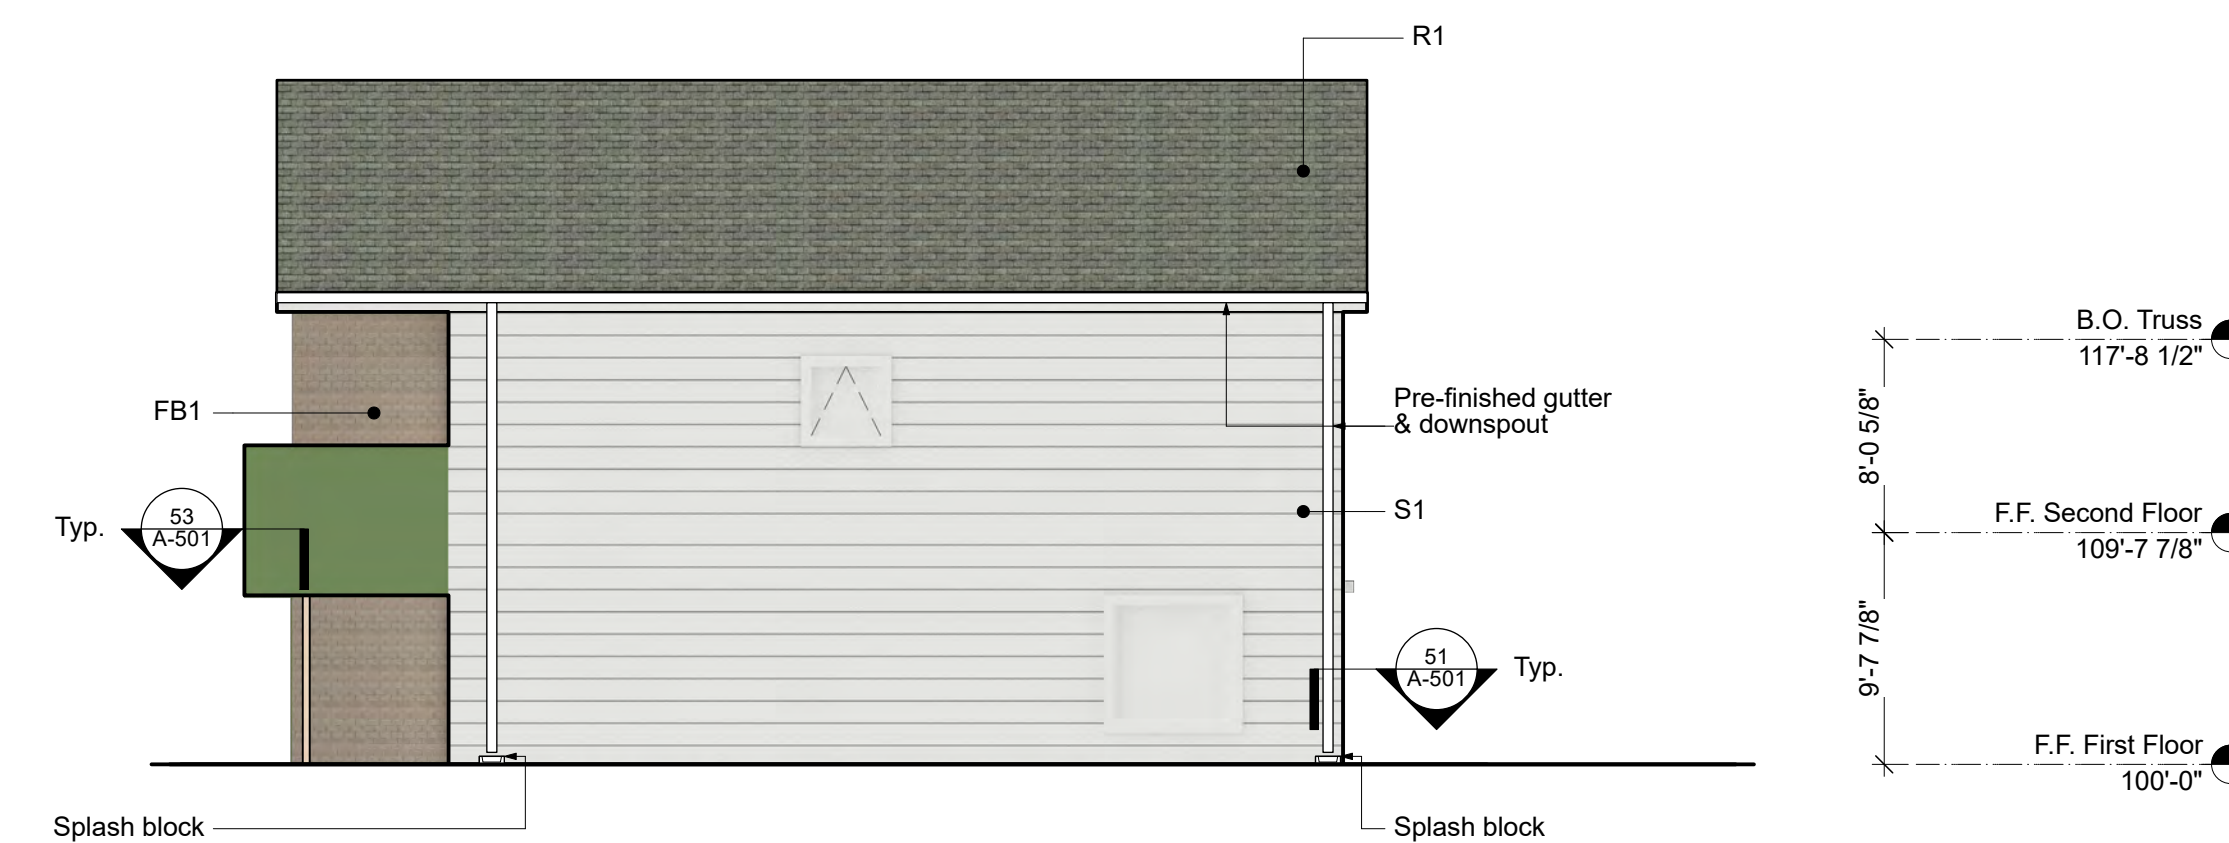 R1
B.O. Truss
117'-8 1/2"
Pre-finished gutter
& downspout
FB1
8'-0 5/8"
S1
53
A-501
Typ.
F.F. Second Floor
109'-7 7/8"
9'-7 7/8"
51
A-501
Typ.
F.F. First Floor
100'-0"
Splash block
Splash block